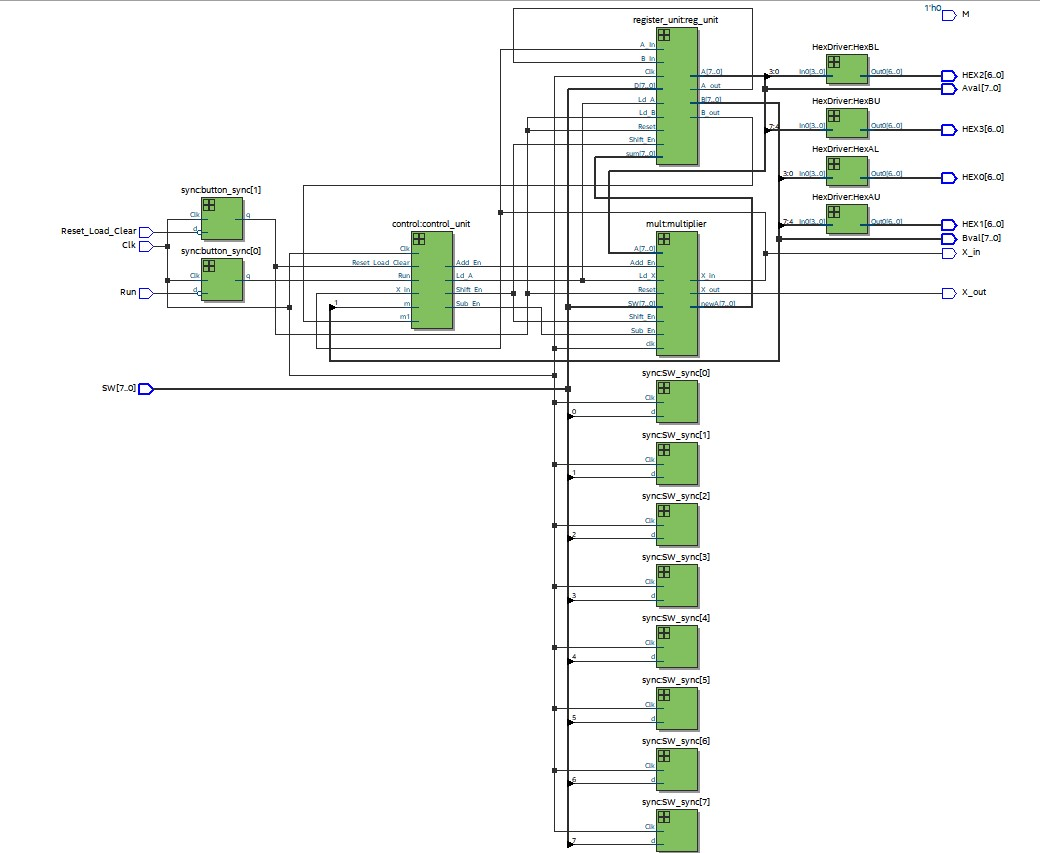 1'h0
M
register_unit:reg_unit
A_In
B_In
Clk
D[7..0]
Ld_A
Ld_B
Reset
Shift_En
sum[7..0]
A[7..0]
A_out
B[7..0]
B_out
3:0
7:4
3:0
7:4
HexDriver:HexBL
In0[3..0]
Out0[6..0]
HEX2[6..0]
Aval[7..0]
HexDriver:HexBU
In0[3..0]
Out0[6..0]
HEX3[6..0]
HexDriver:HexAL
In0[3..0]
Out0[6..0]
HEX0[6..0]
HexDriver:HexAU
In0[3..0]
Out0[6..0]
HEX1[6..0]
Bval[7..0]
X_in
X_out
sync:button_sync[1]
Clk
d
q
Reset_Load_Clear
Clk
sync:button_sync[0]
Clk
d
q
Run
control:control_unit
Clk
Reset_Load_Clear
Run
X_In
m
m1
1
Add_En
Ld_A
Shift_En
Sub_En
mult:multiplier
A[7..0]
Add_En
Ld_X
Reset
SW[7..0]
Shift_En
Sub_En
clk
X_in
X_out
newA[7..0]
SW[7..0]
sync:SW_sync[0]
Clk
d
0
sync:SW_sync[1]
Clk
d
1
sync:SW_sync[2]
Clk
d
2
sync:SW_sync[3]
Clk
d
3
sync:SW_sync[4]
Clk
d
4
sync:SW_sync[5]
Clk
d
5
sync:SW_sync[6]
Clk
d
6
sync:SW_sync[7]
Clk
d
7